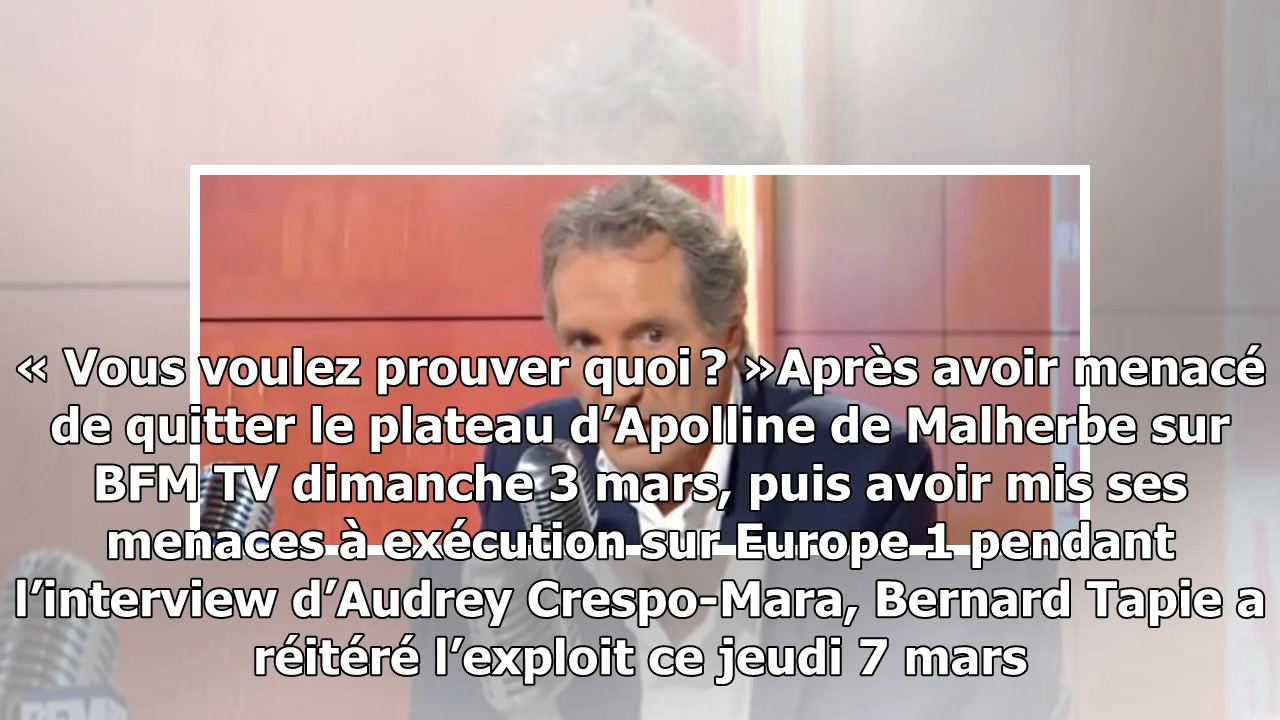 « Vous voulez prouver quoi ? »Après avoir menacé
de quitter le plateau d’Apolline de Malherbe sur
BFM TV dimanche 3 mars, puis avoir mis ses
menaces à exécution sur Europe 1 pendant
l’interview d’Audrey Crespo-Mara, Bernard Tapie a
réitéré l’exploit ce jeudi 7 mars